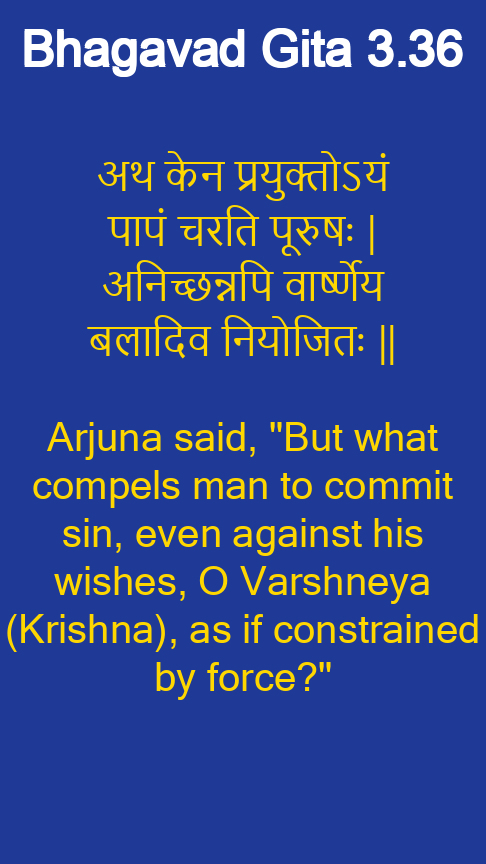 Bhagavad Gita 3.36
अथ केन प्रयुक्तोऽयं
पापं चरति पूरुषः |
अनिच्छन्नपि वार्ष्णेय
बलादिव नियोजितः ||
Arjuna said, "But what
compels man to commit
sin, even against his
wishes, O Varshneya
(Krishna), as if constrained
by force?"